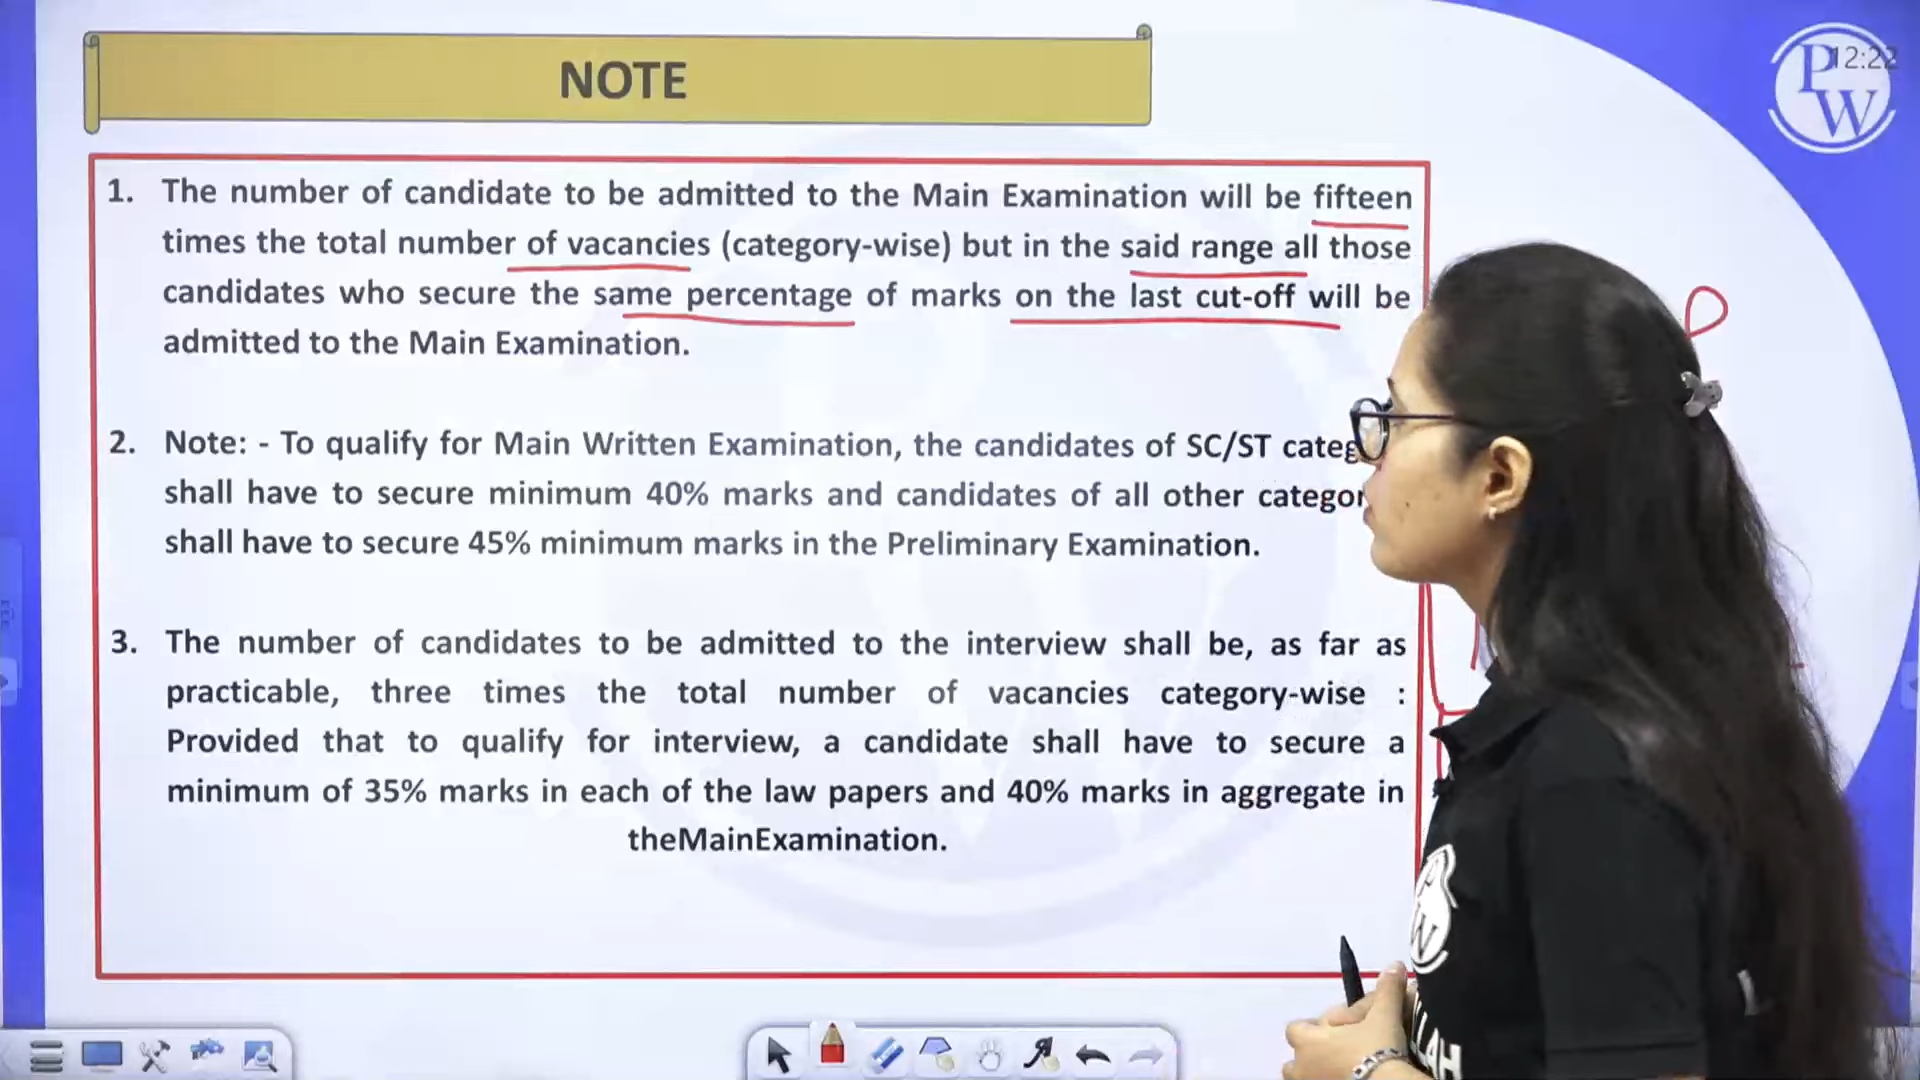 NOTE
12:22
PW
1. The number of candidate to be admitted to the Main Examination will be fifteen
times the total number of vacancies (category-wise) but in the said range all those
candidates who secure the same percentage of marks on the last cut-off will be
admitted to the Main Examination.
2. Note: - To qualify for Main Written Examination, the candidates of SC/ST
shall have to secure minimum 40% marks and candidates of all other
shall have to secure 45% minimum marks in the Preliminary Examination.
3. The number of candidates to be admitted to the interview shall be, as far as
practicable, three times the total number of vacancies category-wise :
Provided that to qualify for interview, a candidate shall have to secure a
minimum of 35% marks in each of the law papers and 40% marks in aggregate in
theMainExamination.